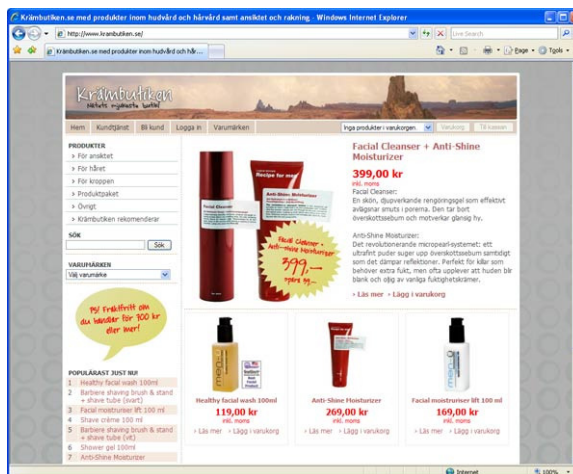 Krämbutiken.se med produkter inom hudvård och hårvård samt ansiktet och rakning - Windows Internet Explorer
http://www.krambutiken.se/
Live Search
Krämbutiken.se med produkter inom hudvård och hår...
Page
Tools
Krämbutiken
Nätets mjukaste butik!
Hem Kundtjänst Bli kund Logga in Varumärken
Inga produkter i varukorgen.
Varukorg
Till kassan
PRODUKTER
För ansiktet
För håret
För kroppen
Produktpaket
Övrigt
Krämbutiken rekomenderar
SÖK
Sök
VARUMÄRKEN
Välj varumärke
PS! Fraktfritt om
du handlar för 900 kr
eller mer!
POPULÄRAST JUST NU!
1 Healthy facial wash 100ml
2 Barbiere shaving brush & stand
+ shave tube (svart)
3 Facial moistruriser lift 100 ml
4 Shave crème 100 ml
5 Barbiere shaving brush & stand
+ shave tube (vit)
6 Shower gel 100ml
7 Anti-Shine Moisturizer
Recipe for men
Facial Cleanser
Anti-Shine Moisturizer
Facial Cleanser +
Anti-Shine Moisturizer
399,-
Facial Cleanser + Anti-Shine
Moisturizer
399,00 kr
inkl. moms
Facial Cleanser:
En skön, djupverkande rengöringsgel som effektivt
avlägsnar smuts i porerna. Den tar bort
överskottssebum och motverkar glansig hy.
Anti-Shine Moisturizer:
Det revolutionerande micropearl-systemet: ett
ultrafint puder suger upp överskottssebum samtidigt
som det dämpar reflektioner. Perfekt för killar som
behöver extra fukt, men ofta upplever att huden blir
blank och oljig av vanliga fuktighetskrämer.
Läs mer Lägg i varukorg
Healthy facial wash 100ml
119,00 kr
inkl. moms
Läs mer Lägg i varukorg
Anti-Shine Moisturizer
269,00 kr
inkl. moms
Läs mer Lägg i varukorg
Facial moistruriser lift 100 ml
169,00 kr
inkl. moms
Läs mer Lägg i varukorg
Internet
100%